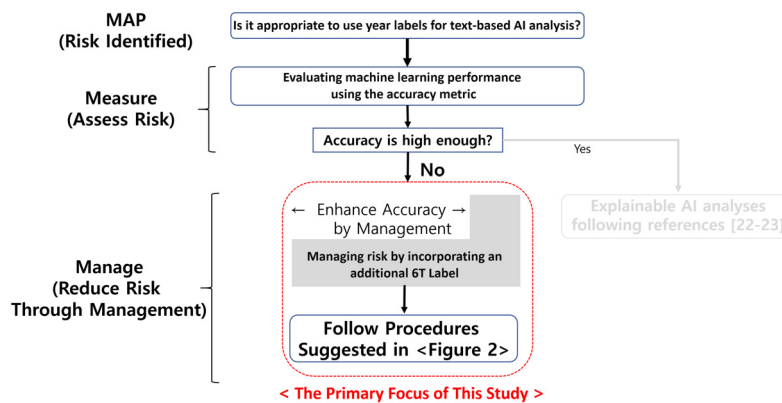 MAP
(Risk Identified)
Is it appropriate to use year labels for text-based AI analysis?
Measure
(Assess Risk)
Evaluating machine learning performance
using the accuracy metric
Accuracy is high enough?
Yes
No
Explainable AI analyses
following references [22-23]
Manage
(Reduce Risk
Through Management)
← Enhance Accuracy →
by Management
Managing risk by incorporating an
additional 6T Label
Follow Procedures
Suggested in <Figure 2>
< The Primary Focus of This Study >